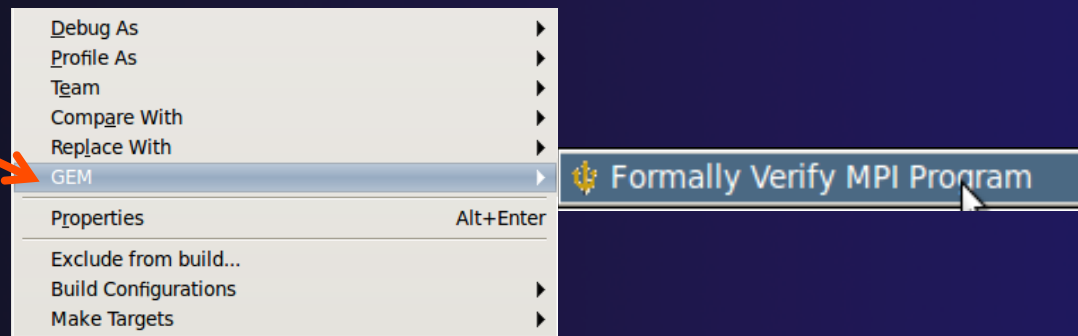 Debug As
Profile As
Team
Compare With
Replace With
GEM
Formally Verify MPI Program
Properties Alt+Enter
Exclude from build...
Build Configurations
Make Targets